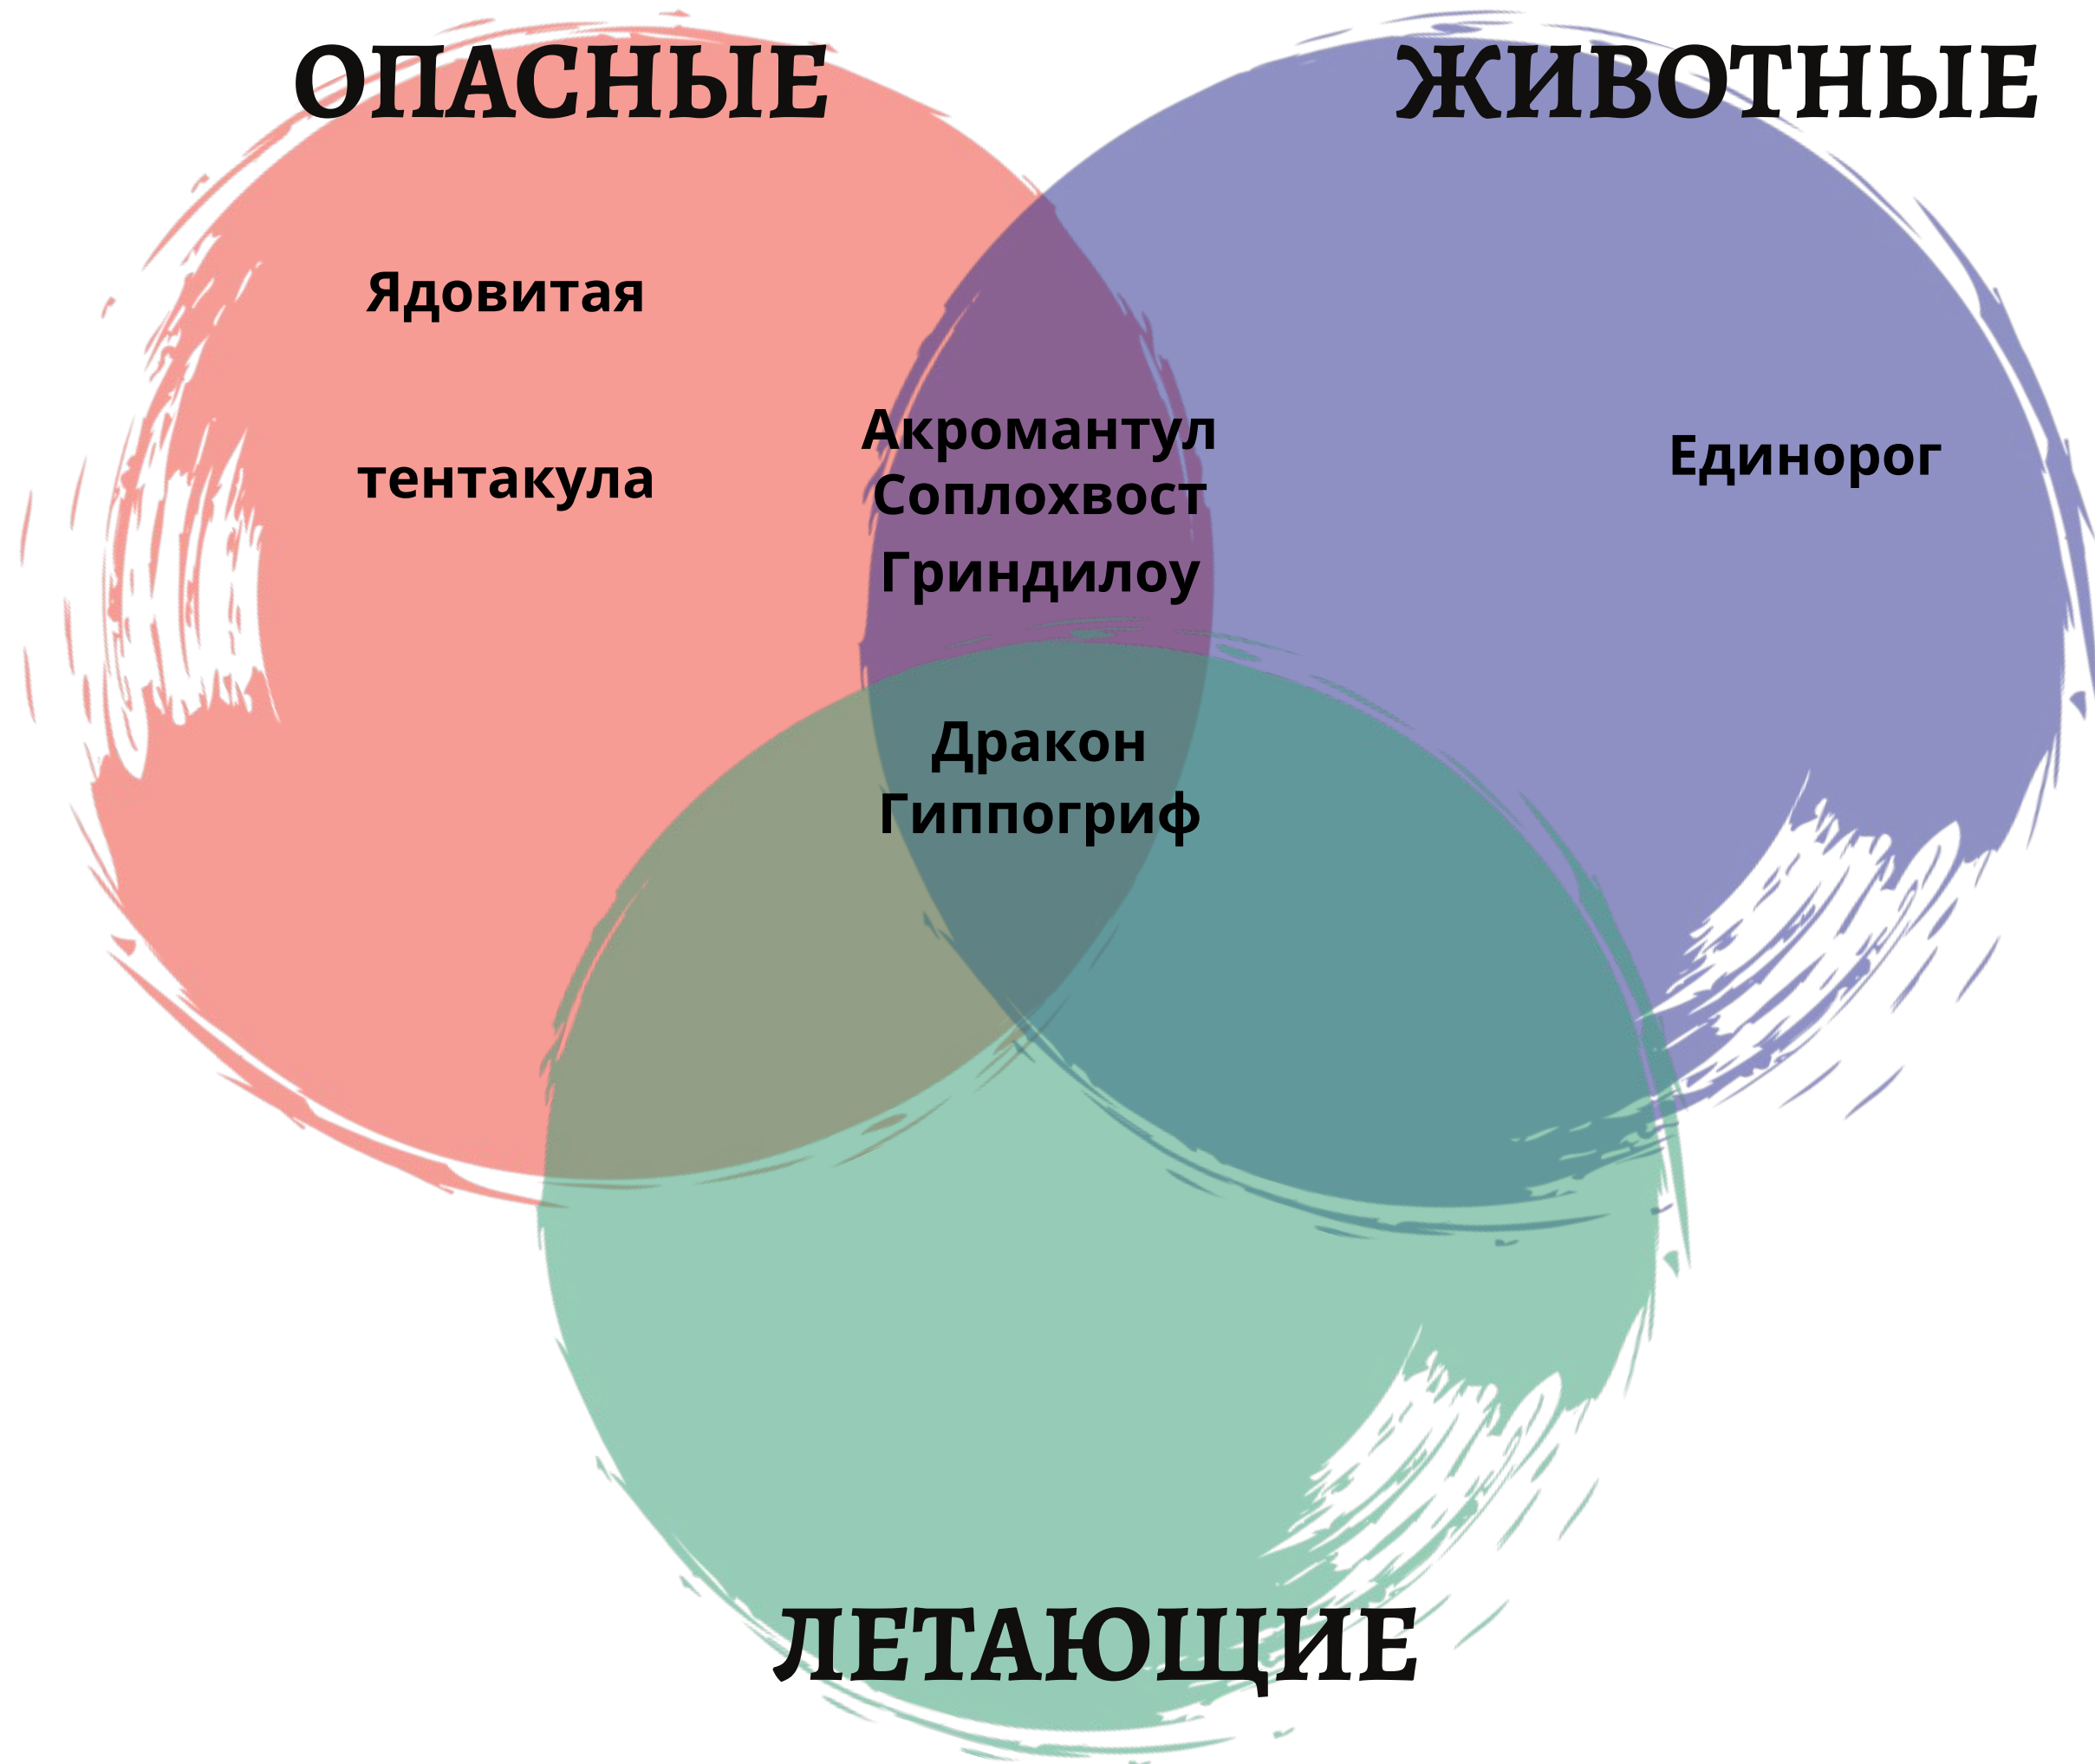 ОПАСНЫЕ
ЖИВОТНЫЕ
Ядовитая
тентакула
Акромантул
Соплохвост
Гриндилоу
Единорог
Дракон
Гиппогриф
ЛЕТАЮЩИЕ